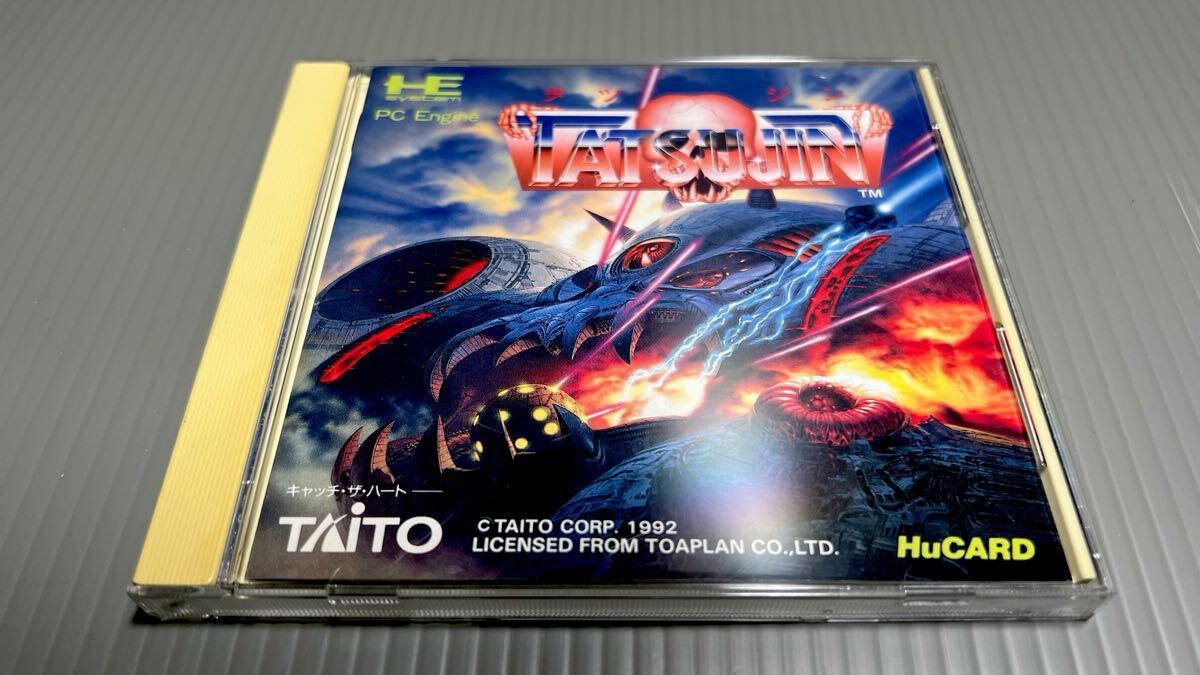 HE
system
PC Engine
タツジン
TATSUJIN
TM
キャッチ・ザ・ハート
TAITO
© TAITO CORP. 1992
LICENSED FROM TOAPLAN CO.,LTD.
HuCARD